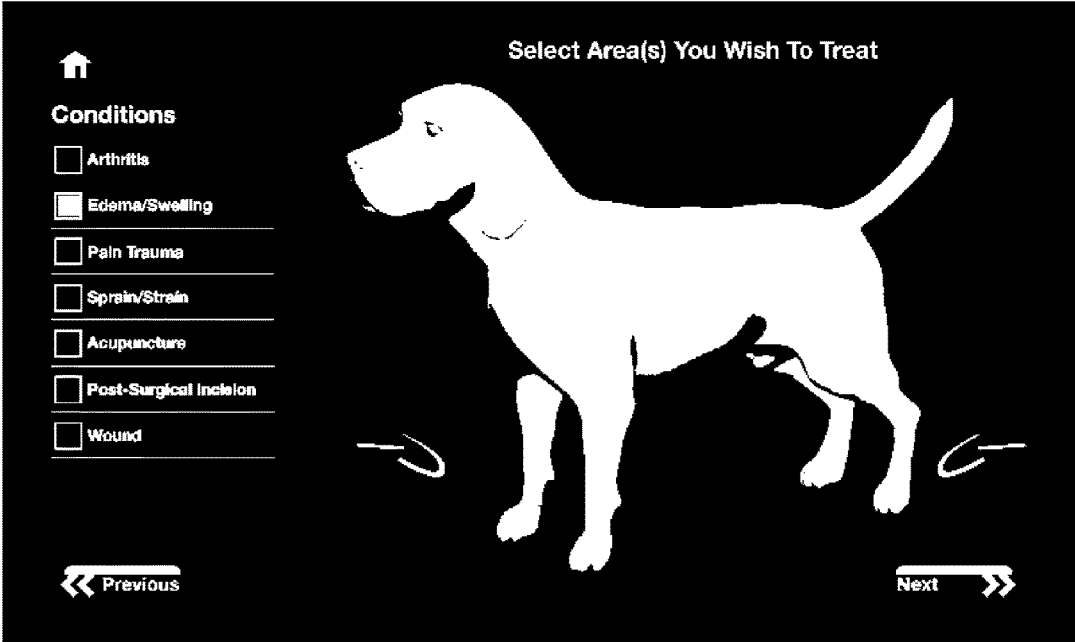 Select Area(s) You Wish To Treat
Conditions
Arthritis
Edema/Swelling
Pain Trauma
Sprain/Strain
Acupuncture
Post-Surgical Incision
Wound
Previous
Next